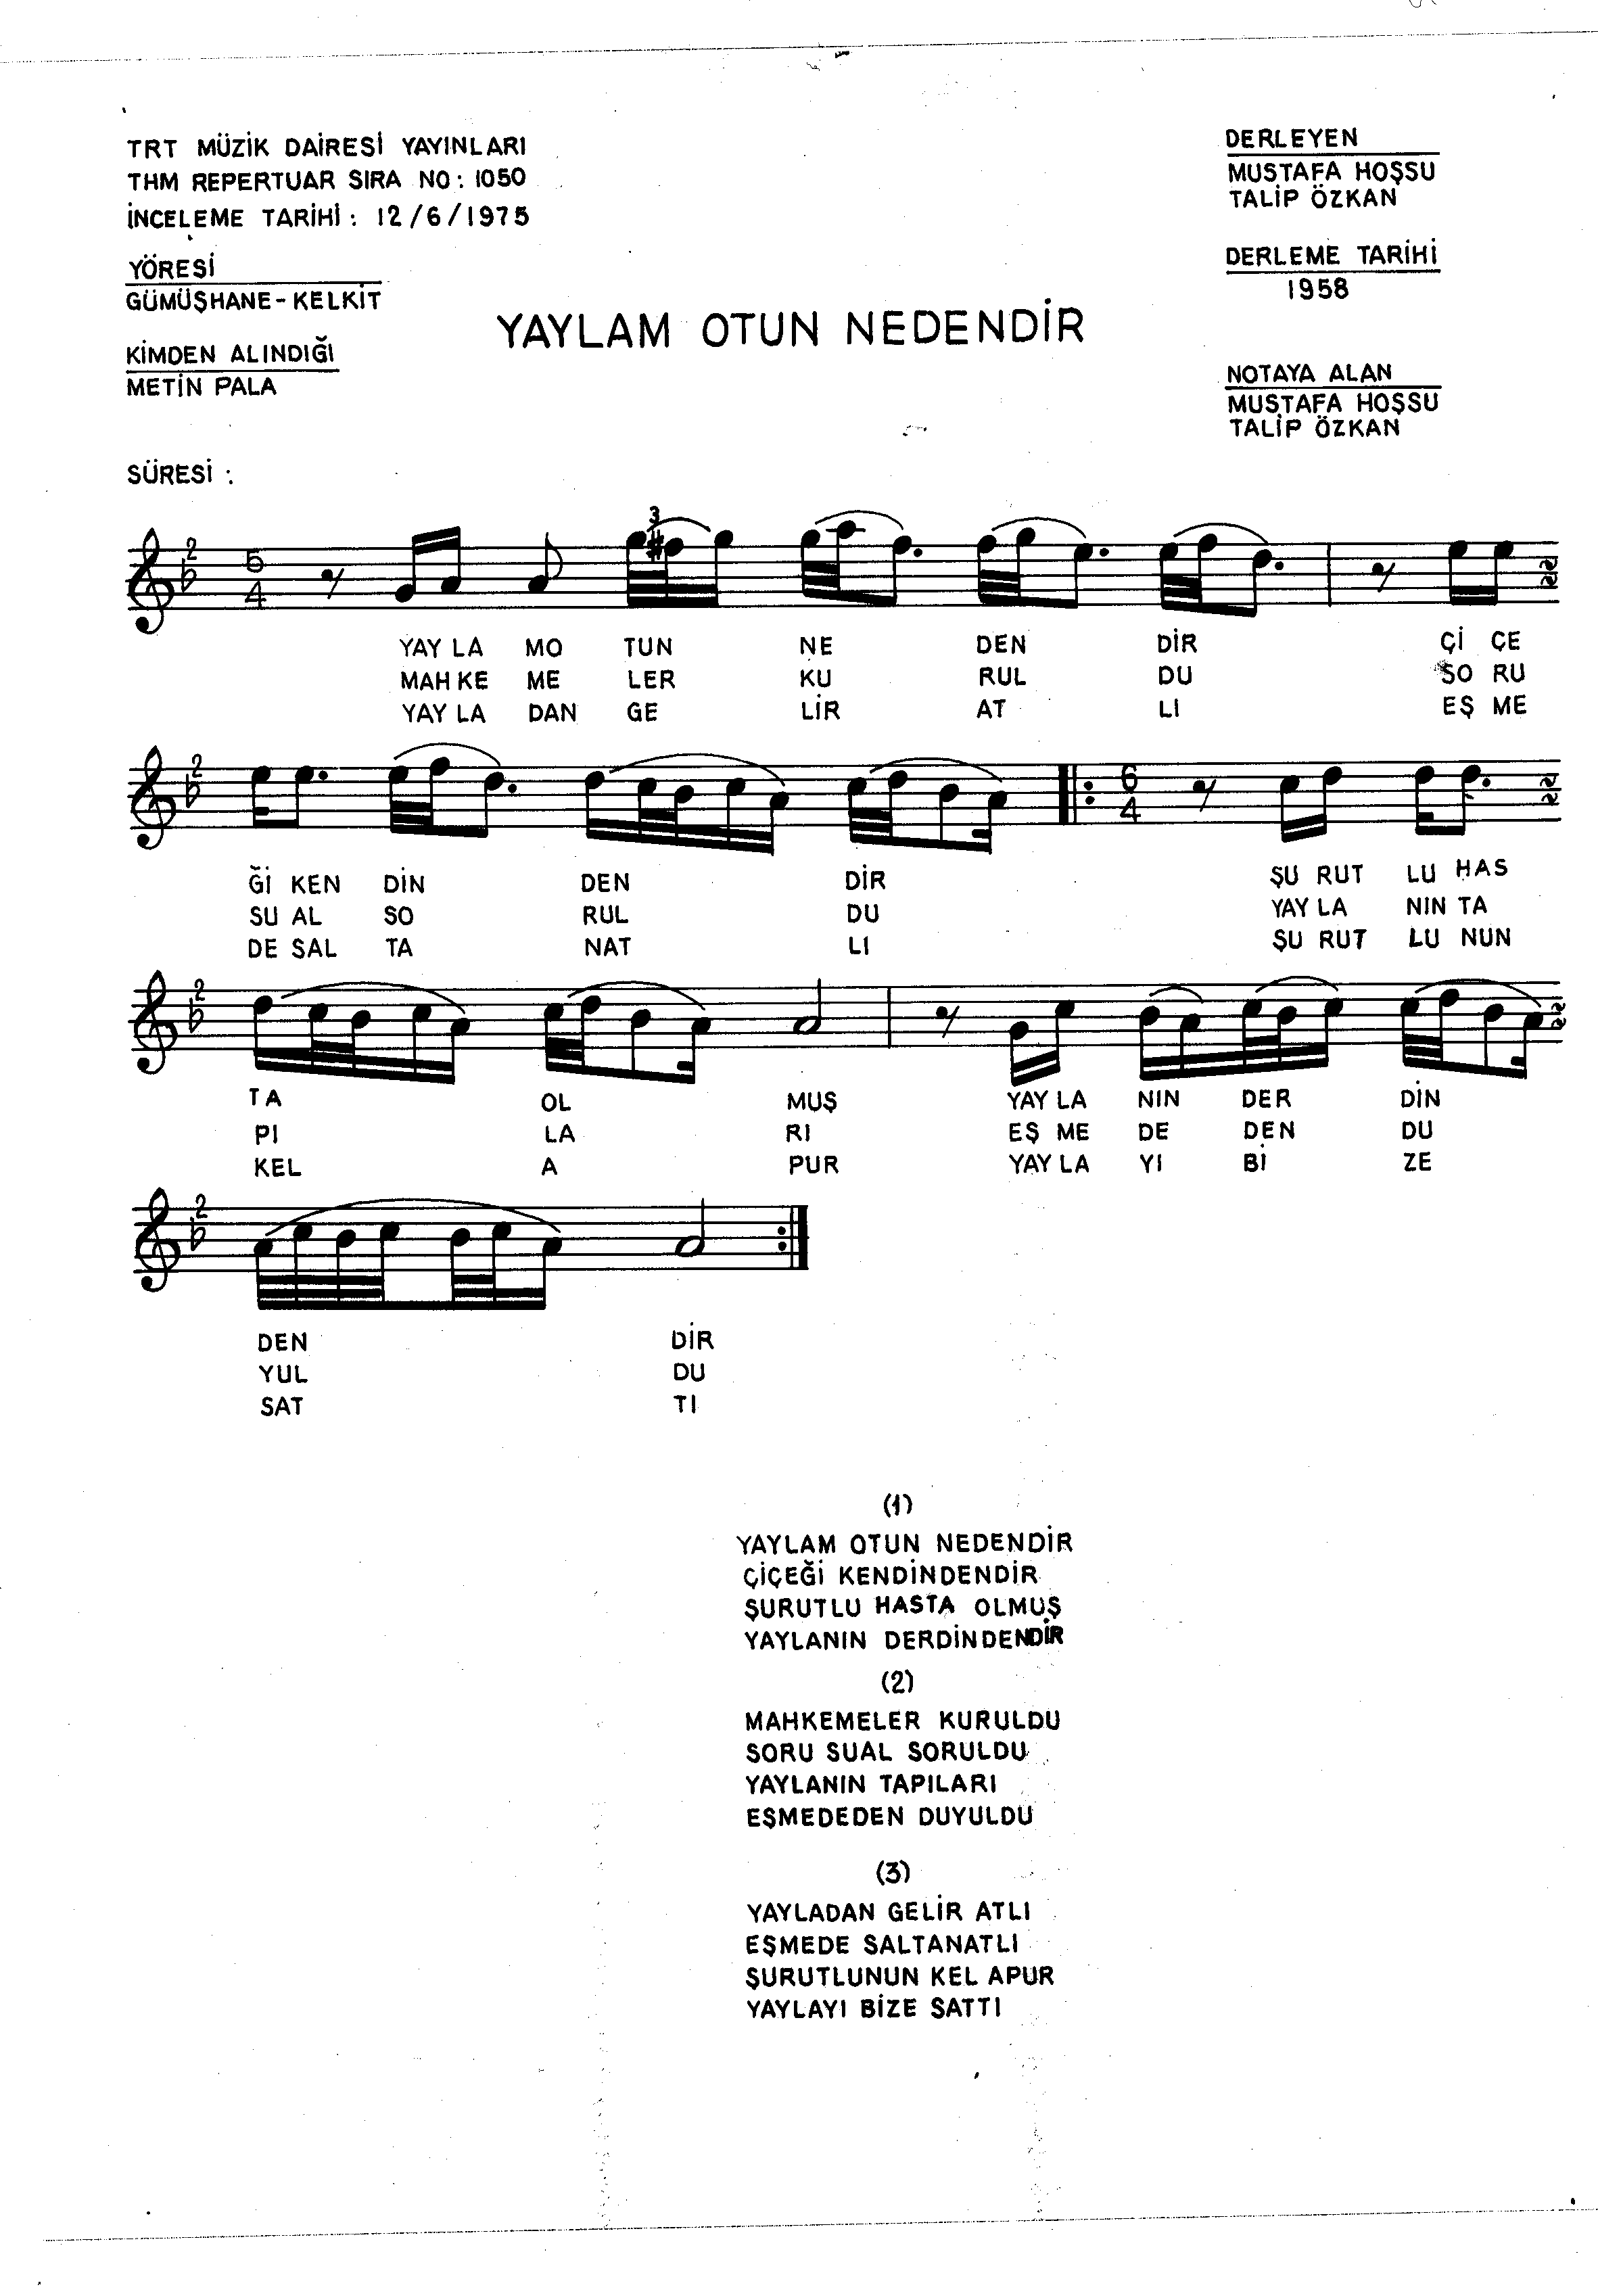 TRT MÜZİK DAİRESİ YAYINLARI
THM REPERTUAR SIRA NO: 1050
İNCELEME TARİHİ: 12/6/1975
YÖRESİ
GÜMÜŞHANE-KELKİT
KİMDEN ALINDIĞI
METİN PALA
SÜRESİ :
YAYLAM OTUN NEDENDİR
DERLEYEN
MUSTAFA HOŞSU
TALİP ÖZKAN
DERLEME TARİHİ
1958
NOTAYA ALAN
MUSTAFA HOŞSU
TALİP ÖZKAN
2 5 4 3
YAY LA MO TUN NE DEN DİR Çİ ÇE
MAH KE ME LER KU RUL DU SO RU
YAY LA DAN GE LİR AT LI EŞ ME
2 6 4
Ğİ KEN DİN DEN DİR ŞU RUT LU HAS
SU AL SO RUL DU YAY LA NIN TA
DE SAL TA NAT LI ŞU RUT LU NUN
2
TA OL MUŞ YAY LA NIN DER DİN
PI LA RI EŞ ME DE DEN DU
KEL A PUR YAY LA YI Bİ ZE
2
DEN DİR
YUL DU
SAT TI
(1)
YAYLAM OTUN NEDENDİR
ÇİÇEĞİ KENDİNDENDİR
ŞURUTLU HASTA OLMUŞ
YAYLANIN DERDİNDENDİR
(2)
MAHKEMELER KURULDU
SORU SUAL SORULDU
YAYLANIN TAPILARI
EŞMEDEDEN DUYULDU
(3)
YAYLADAN GELİR ATLI
EŞMEDE SALTANATLI
ŞURUTLUNUN KEL APUR
YAYLAYI BİZE SATTI